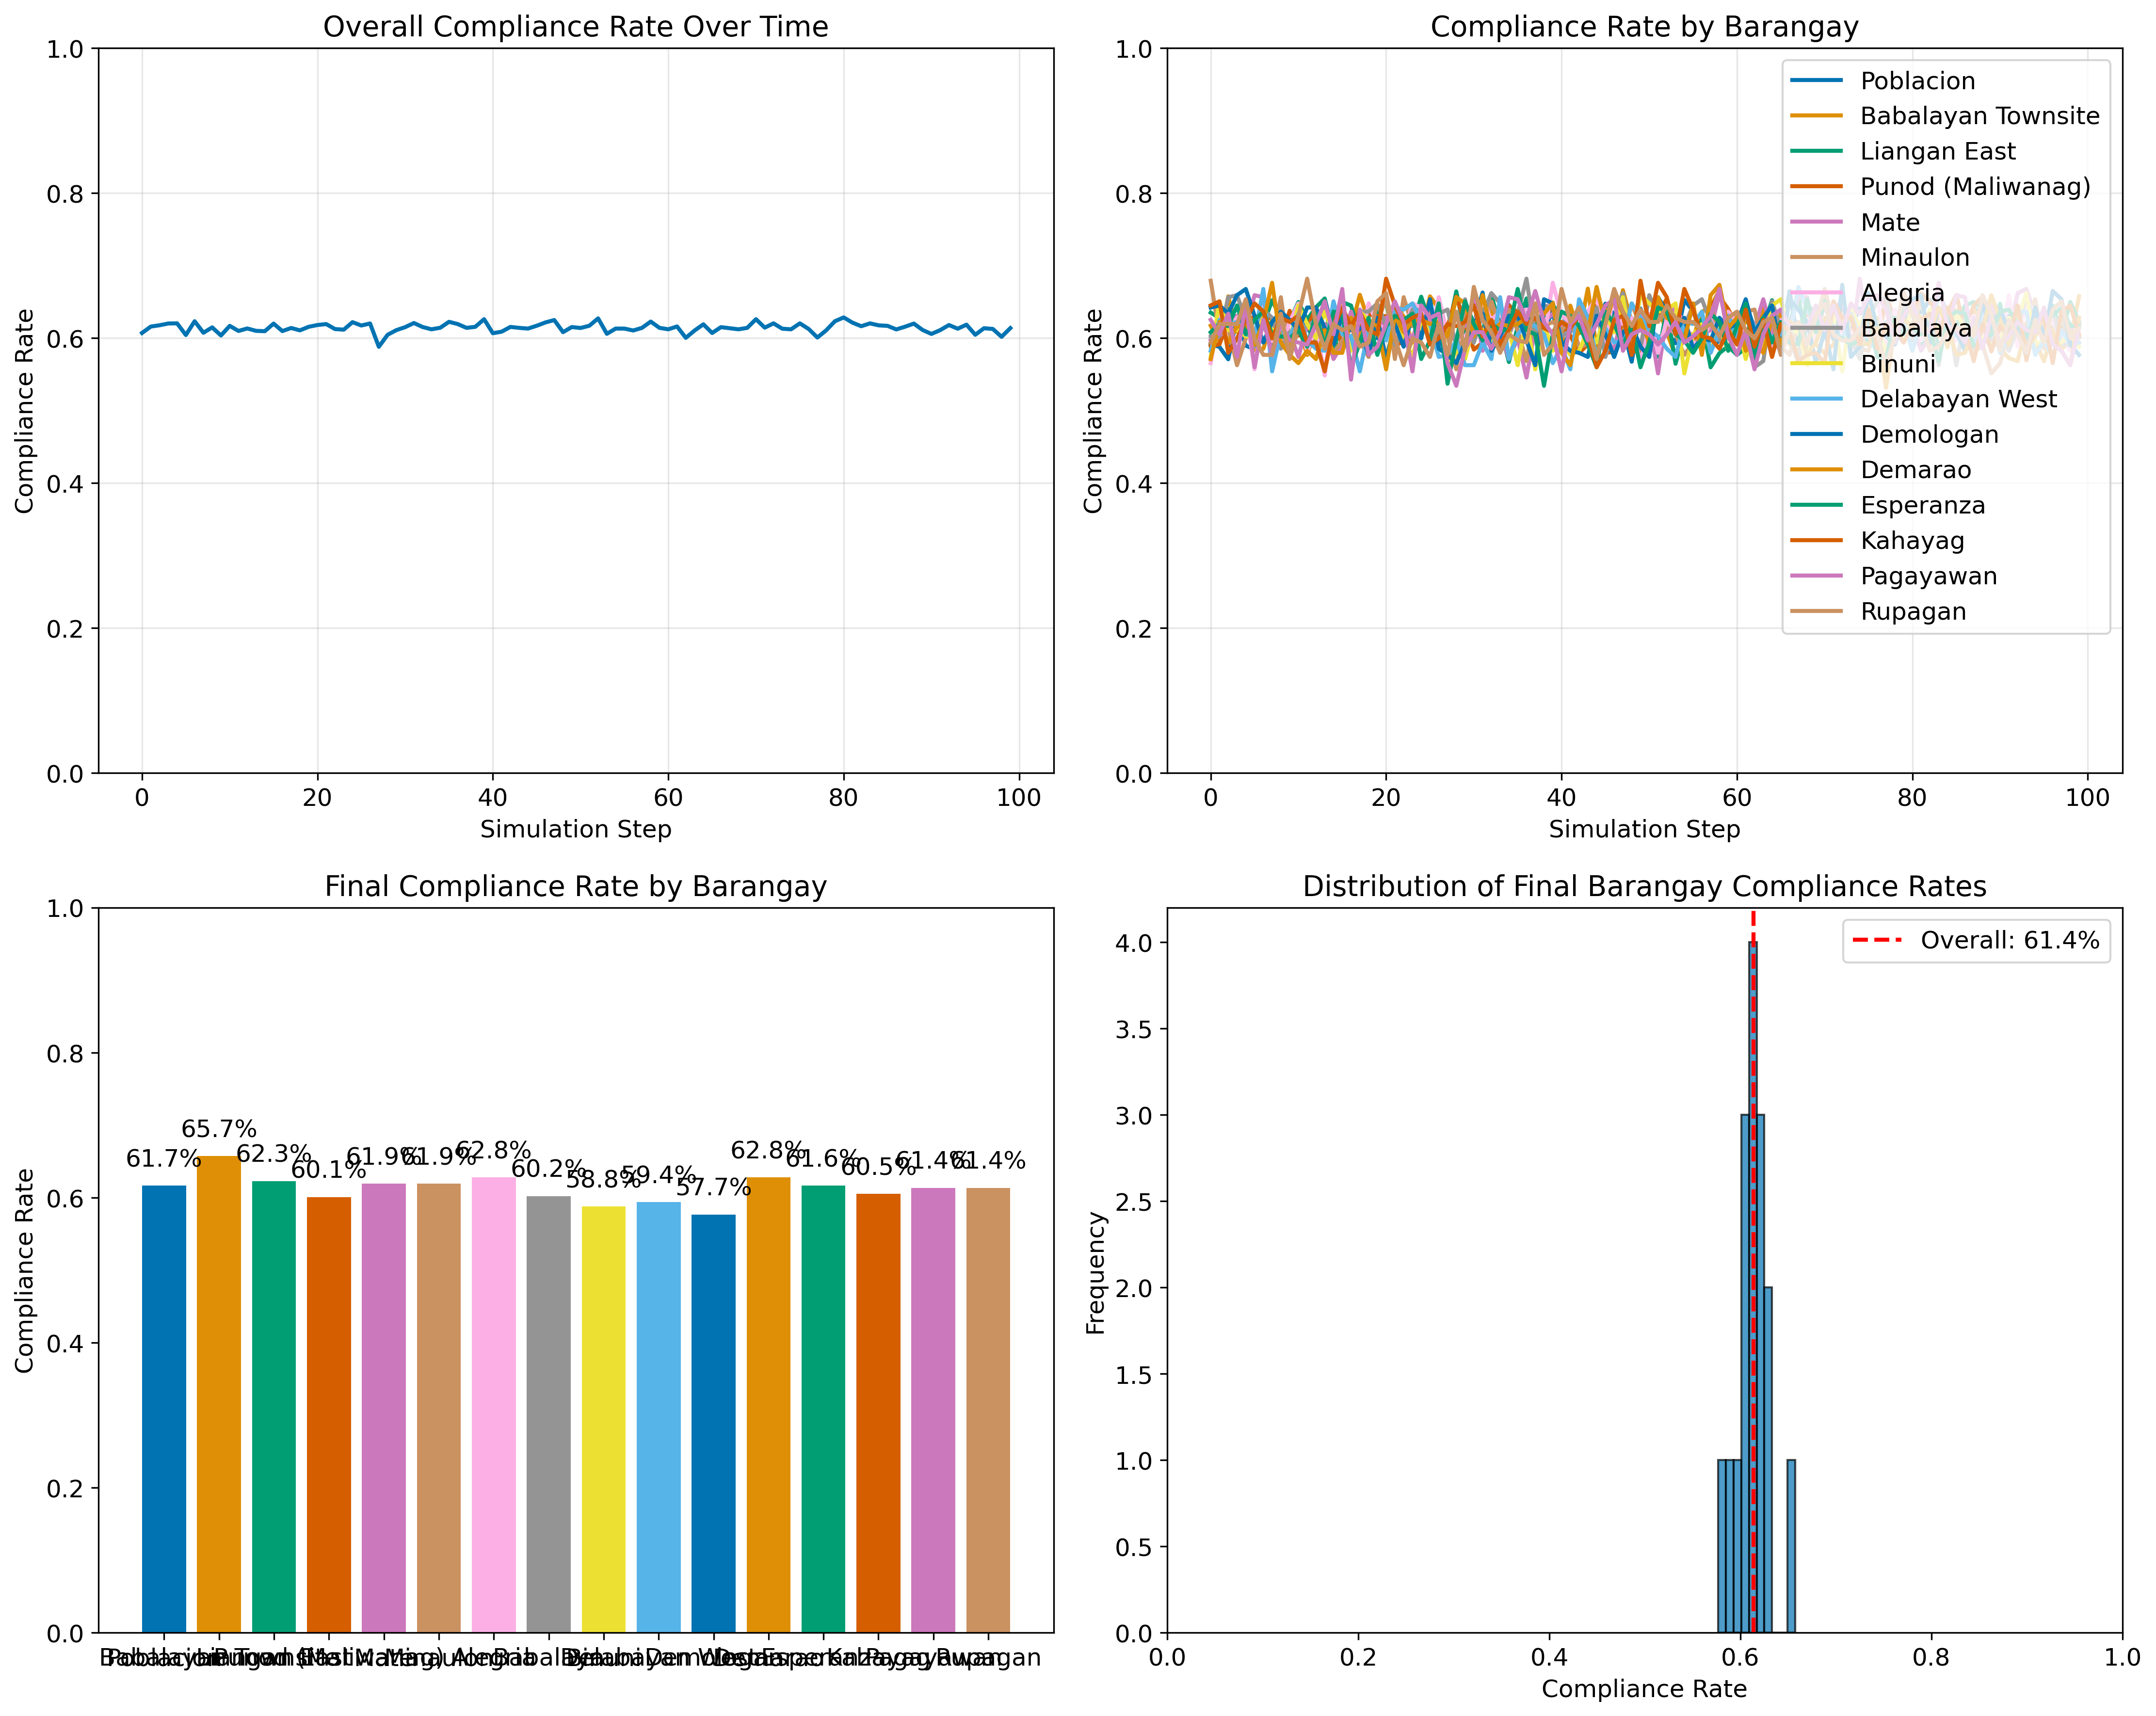 Overall Compliance Rate Over Time
Compliance Rate
1.0
0.8
0.6
0.4
0.2
0.0
0 20 40 60 80 100
Simulation Step
Compliance Rate by Barangay
Compliance Rate
1.0
0.8
0.6
0.4
0.2
0.0
Poblacion
Babalayan Townsite
Liangan East
Punod (Maliwanag)
Mate
Minaulon
Alegria
Babalaya
Binuni
Delabayan West
Demologan
Demarao
Esperanza
Kahayag
Pagayawan
Rupagan
0 20 40 60 80 100
Simulation Step
Final Compliance Rate by Barangay
Compliance Rate
1.0
0.8
0.6
0.4
0.2
0.0
61.7% 65.7% 62.3% 60.1% 61.9% 61.9% 62.8% 60.2% 58.8% 59.4% 57.7% 62.8% 61.6% 60.5% 61.4% 61.4%
Distribution of Final Barangay Compliance Rates
Frequency
4.0
3.5
3.0
2.5
2.0
1.5
1.0
0.5
0.0
Overall: 61.4%
0.0 0.2 0.4 0.6 0.8 1.0
Compliance Rate